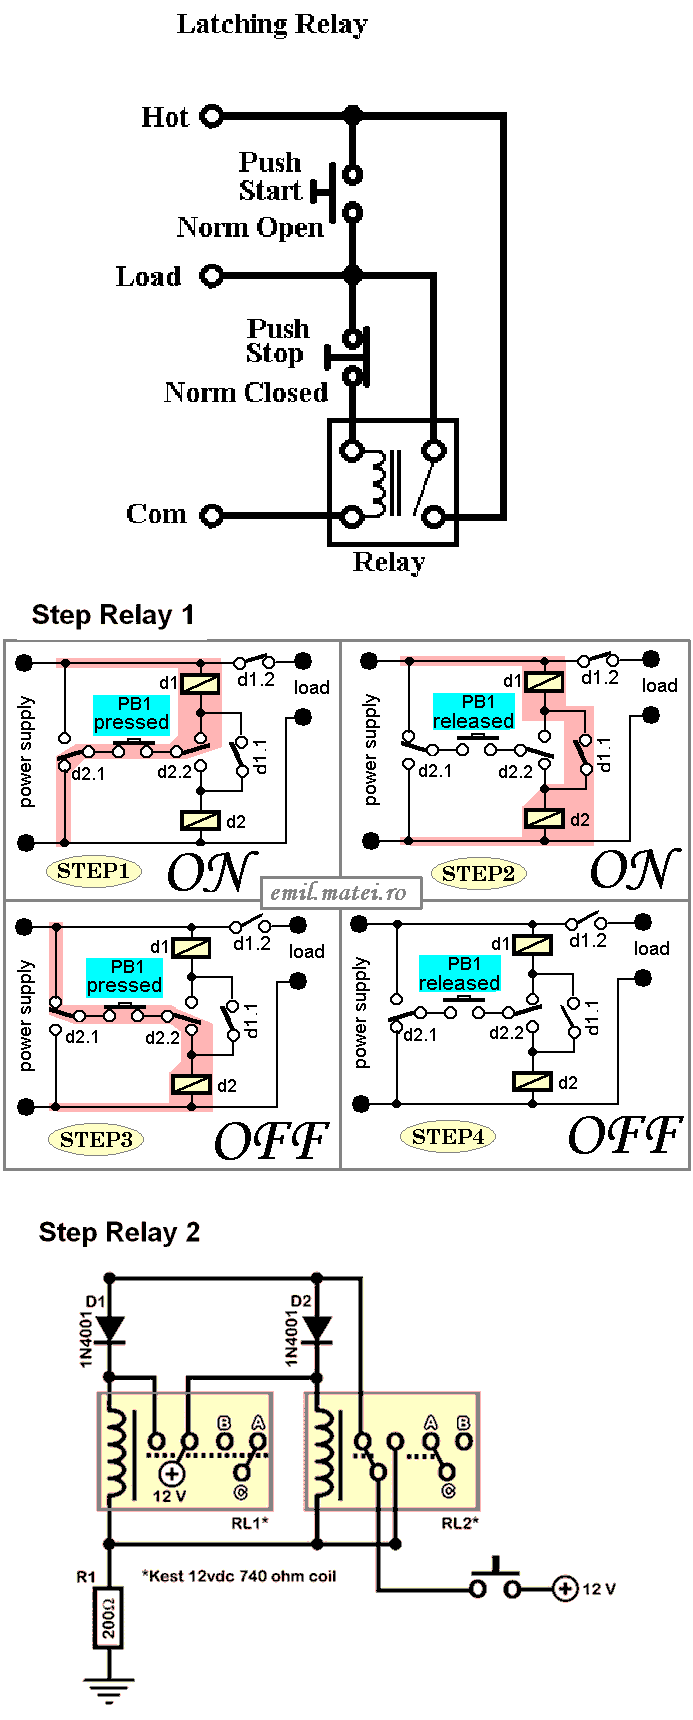 Latching Relay
Hot
Push
Start
Norm Open
Load
Push
Stop
Norm Closed
Com
Relay
Step Relay 1
power supply
d1
d1.2
load
PB1
pressed
d2.1
d2.2
d1.1
d2
STEP1
ON
power supply
d1
d1.2
load
PB1
released
d2.1
d2.2
d1.1
d2
STEP2
ON
emil.matei.ro
power supply
d1
d1.2
load
PB1
pressed
d2.1
d2.2
d1.1
d2
STEP3
OFF
power supply
d1
d1.2
load
PB1
released
d2.1
d2.2
d1.1
d2
STEP4
OFF
Step Relay 2
D1
1N4001
D2
1N4001
B
A
C
12 V
RL1*
A
B
C
RL2*
R1
200Ω
*Kest 12vdc 740 ohm coil
12 V